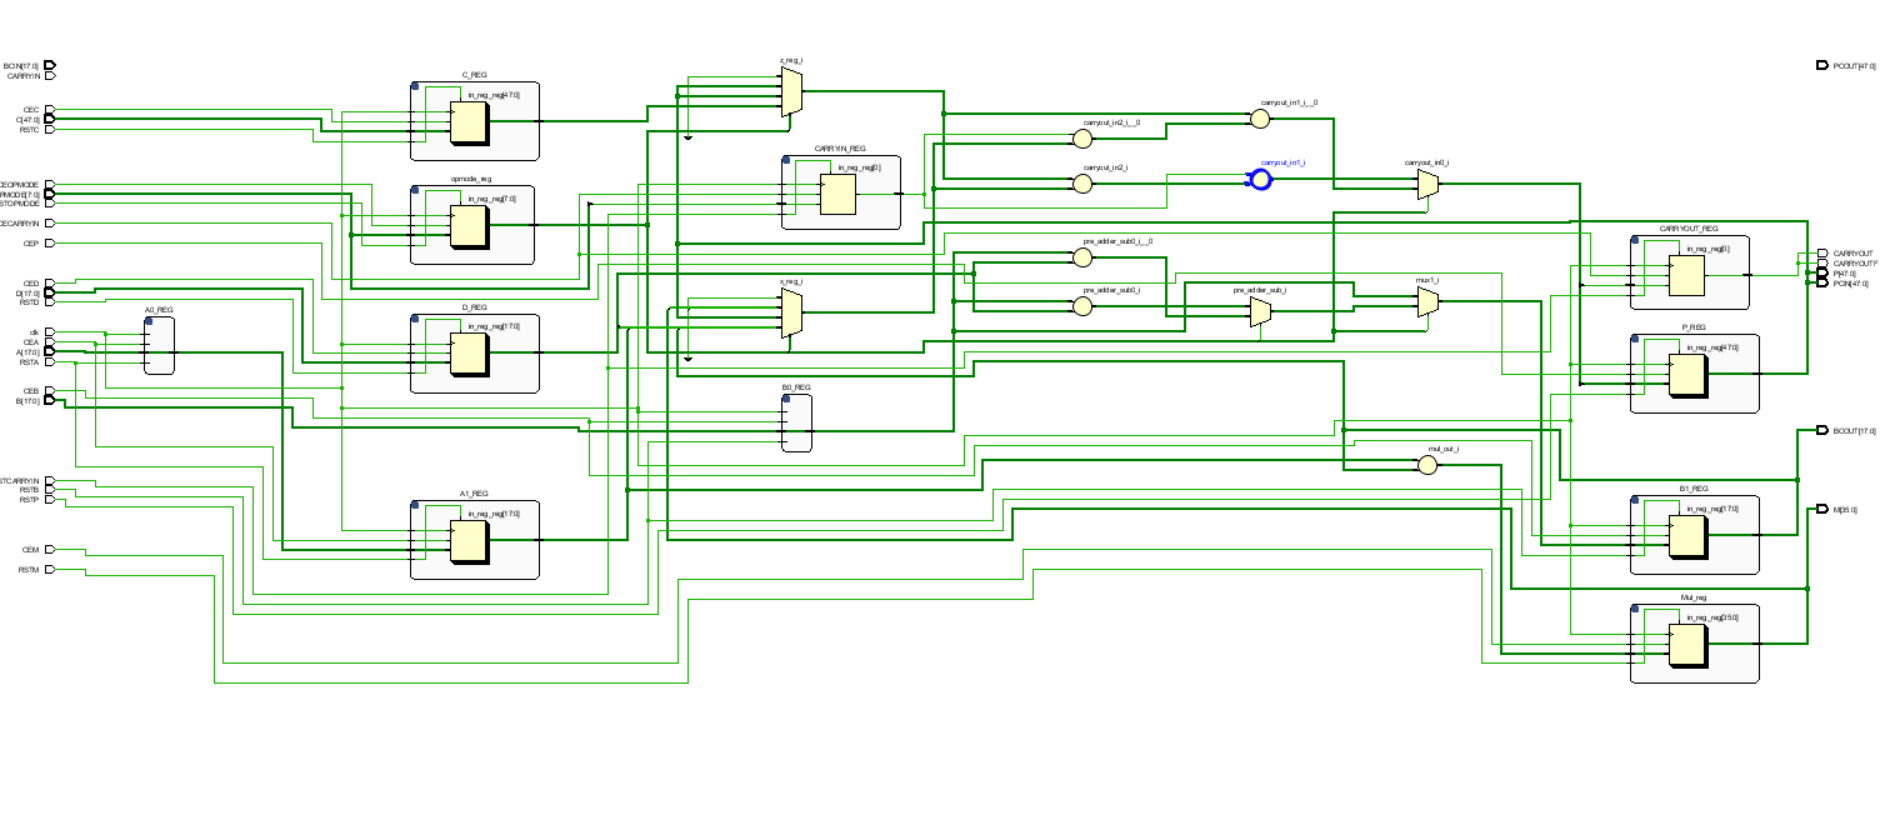 BCIN[17:0]
CARRYIN
CEC
C[47:0]
RSTC
CEOPMODE
PMODE[7:0]
STOPMODE
CECARRYIN
CEP
CED
D[17:0]
RSTD
clk
CEA
A[17:0]
RSTA
CEB
B[17:0]
STCARRYIN
RSTB
RSTP
CEM
RSTM
A0_REG
C_REG
in_reg_reg[47:0]
opmode_reg
in_reg_reg[7:0]
D_REG
in_reg_reg[17:0]
A1_REG
in_reg_reg[17:0]
z_reg_i
CARRYIN_REG
in_reg_reg[0]
x_reg_i
B0_REG
carryout_in2_i__0
carryout_in2_i
pre_adder_sub0_i__0
pre_adder_sub0_i
carryout_in1_i__0
carryout_in1_i
pre_adder_sub_i
carryout_in0_i
mux1_i
mul_out_i
CARRYOUT_REG
in_reg_reg[0]
P_REG
in_reg_reg[47:0]
B1_REG
in_reg_reg[17:0]
Mul_reg
in_reg_reg[35:0]
PCOUT[47:0]
CARRYOUT
CARRYOUTF
P[47:0]
PCIN[47:0]
BCOUT[17:0]
M[35:0]